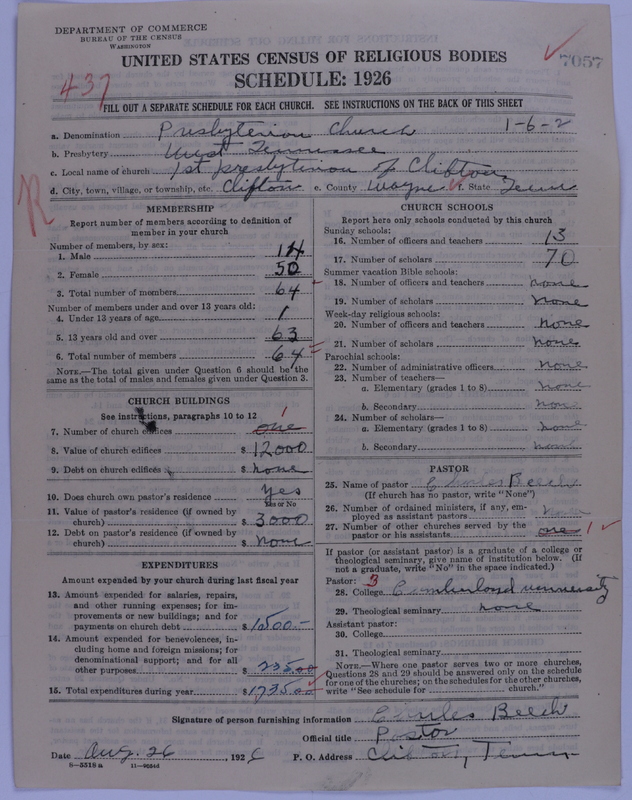 DEPARTMENT OF COMMERCE
BUREAU OF THE CENSUS
WASHINGTON
UNITED STATES CENSUS OF RELIGIOUS BODIES
7057
SCHEDULE: 1926
437
FILL OUT A SEPARATE SCHEDULE FOR EACH CHURCH. SEE INSTRUCTIONS ON THE BACK OF THIS SHEET
a. Denomination Presbyterian Church 1-6-2
b. Presbytery West Tennessee
c. Local name of church 1st presbyterian of Clifton
d. City, town, village, or township, etc. Clifton e. County Wayne f. State Tenn
R
MEMBERSHIP
Report number of members according to definition of
member in your church
Number of members, by sex:
1. Male 14
2. Female 50
3. Total number of members 64
Number of members under and over 13 years old:
4. Under 13 years of age 1
5. 13 years old and over 63
6. Total number of members 64
NOTE.—The total given under Question 6 should be the
same as the total of males and females given under Question 3.
CHURCH BUILDINGS
See instructions, paragraphs 10 to 12
7. Number of church edifices one 1
8. Value of church edifices $ 12000
9. Debt on church edifices $ none
10. Does church own pastor's residence yes
Yes or No
11. Value of pastor's residence (if owned by
church) $ 3000
12. Debt on pastor's residence (if owned by
church) $ none
EXPENDITURES
Amount expended by your church during last fiscal year
13. Amount expended for salaries, repairs,
and other running expenses; for im-
provements or new buildings; and for
payments on church debt $ 1500.–
14. Amount expended for benevolences, in-
cluding home and foreign missions; for
denominational support; and for all
other purposes $ 235.00
15. Total expenditures during year $ 1735.00
CHURCH SCHOOLS
Report here only schools conducted by this church
Sunday schools:
16. Number of officers and teachers 13
17. Number of scholars 70
Summer vacation Bible schools:
18. Number of officers and teachers none
19. Number of scholars none
Week-day religious schools:
20. Number of officers and teachers none
21. Number of scholars none
Parochial schools:
22. Number of administrative officers none
23. Number of teachers—
a. Elementary (grades 1 to 8) none
b. Secondary none
24. Number of scholars—
a. Elementary (grades 1 to 8) none
b. Secondary none
PASTOR
25. Name of pastor Charles Beech
(If church has no pastor, write "None")
26. Number of ordained ministers, if any, em-
ployed as assistant pastors none
27. Number of other churches served by the
pastor or his assistants one 1
If pastor (or assistant pastor) is a graduate of a college or
theological seminary, give name of institution below. (If
not a graduate, write "No" in the space indicated.)
Pastor: 3
28. College Cumberland university
29. Theological seminary none
Assistant pastor:
30. College
31. Theological seminary
NOTE.—Where one pastor serves two or more churches,
Questions 28 and 29 should be answered only on the schedule
for one of the churches; on the schedules for the other churches,
write "See schedule for church."
Signature of person furnishing information Charles Beech
Official title Pastor
Date Aug. 26, 1926 P. O. Address Clifton, Tenn
8—5518a